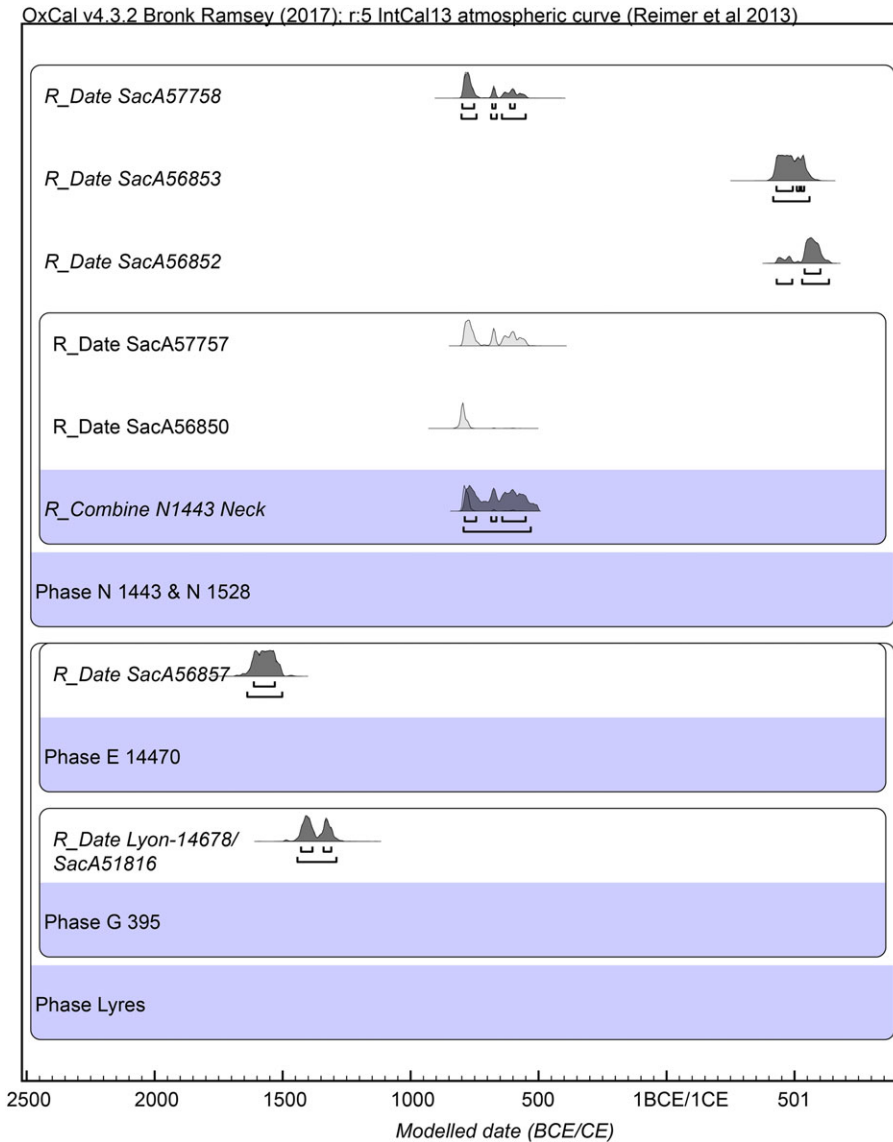 OxCal v4.3.2 Bronk Ramsey (2017); r:5 IntCal13 atmospheric curve (Reimer et al 2013)
R_Date SacA57758
R_Date SacA56853
R_Date SacA56852
R_Date SacA57757
R_Date SacA56850
R_Combine N1443 Neck
Phase N 1443 & N 1528
R_Date SacA56857
Phase E 14470
R_Date Lyon-14678/
SacA51816
Phase G 395
Phase Lyres
2500 2000 1500 1000 500 1BCE/1CE 501
Modelled date (BCE/CE)